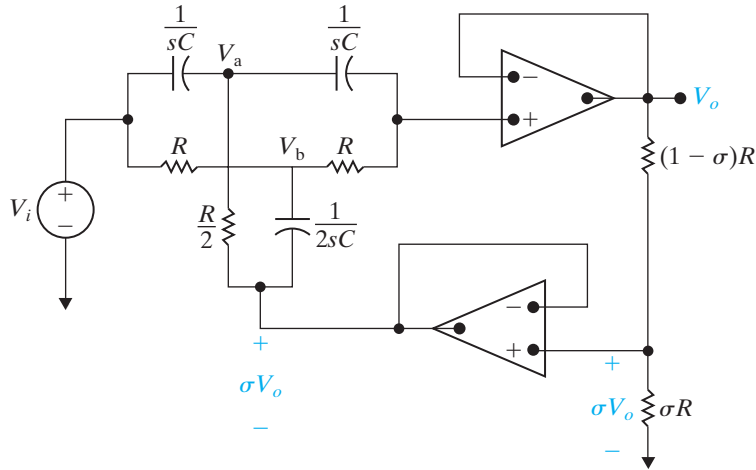 1/sC
1/sC
V_a
−
+
V_o
R
V_b
R
(1 − σ)R
V_i
+
−
R/2
1/2sC
−
+
+
σV_o
−
+
σV_o
−
σR